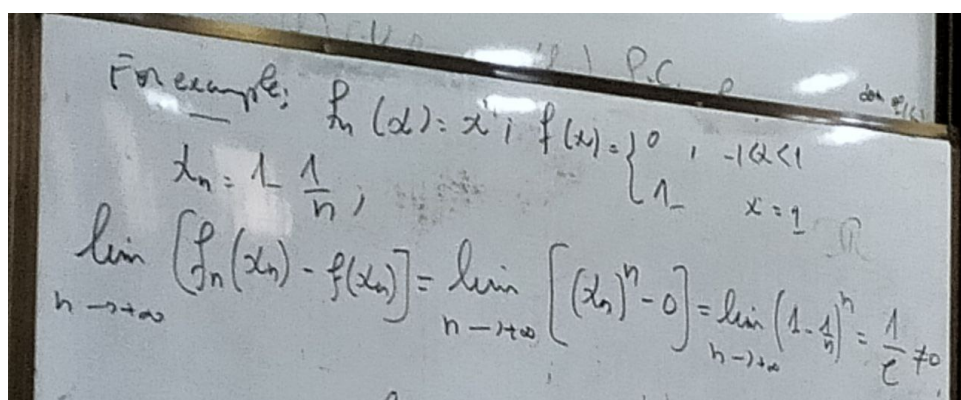 P.C.
For example; fₙ(x) = xⁿ; f(x) = { 0 , -1<x<1
1 x = 1
xₙ = 1 - 1/n ;
lim n→+∞ [fₙ(xₙ) - f(xₙ)] = lim n→+∞ [(xₙ)ⁿ - 0] = lim n→+∞ (1 - 1/n)ⁿ = 1/e ≠ 0